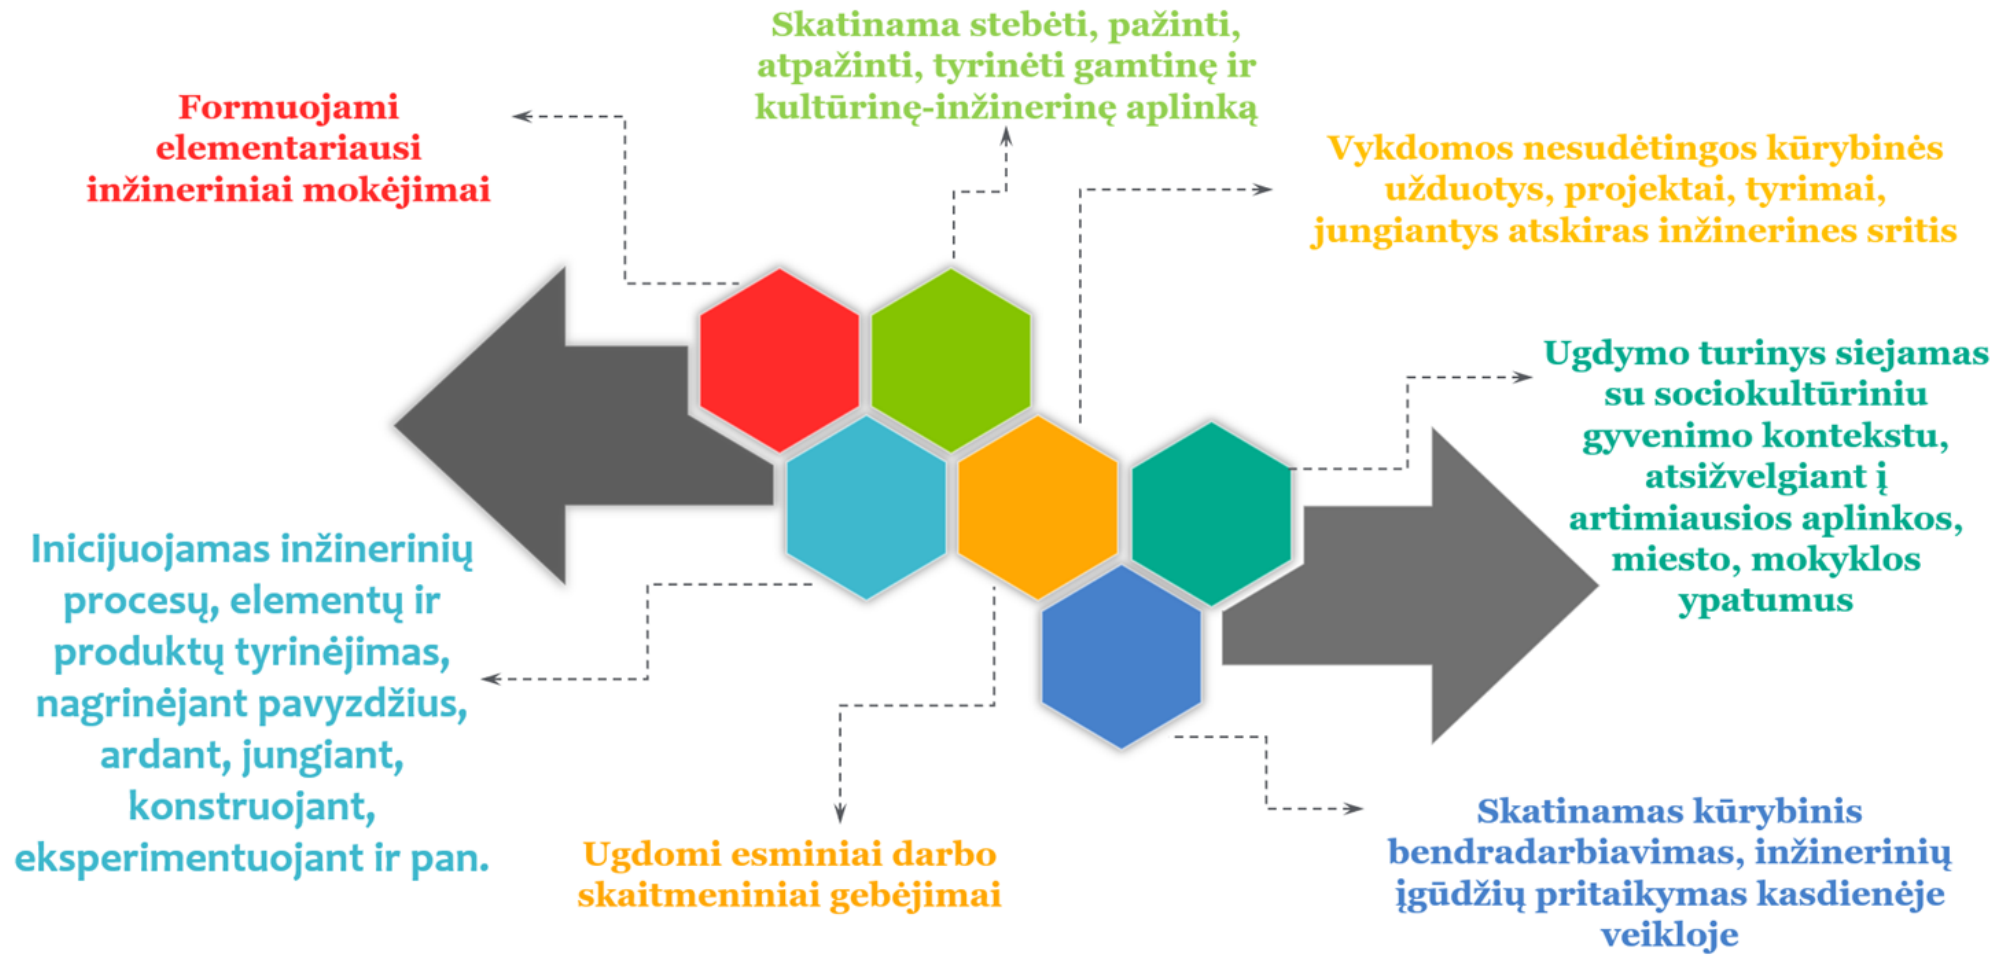 Skatinama stebėti, pažinti,
atpažinti, tyrinėti gamtinę ir
kultūrinę-inžinerinę aplinką
Formuojami
elementariausi
inžineriniai mokėjimai
Vykdomos nesudėtingos kūrybinės
užduotys, projektai, tyrimai,
jungiantys atskiras inžinerines sritis
Ugdymo turinys siejamas
su sociokultūriniu
gyvenimo kontekstu,
atsižvelgiant į
artimiausios aplinkos,
miesto, mokyklos
ypatumus
Inicijuojamas inžinerinių
procesų, elementų ir
produktų tyrinėjimas,
nagrinėjant pavyzdžius,
ardant, jungiant,
konstruojant,
eksperimentuojant ir pan.
Ugdomi esminiai darbo
skaitmeniniai gebėjimai
Skatinamas kūrybinis
bendradarbiavimas, inžinerinių
įgūdžių pritaikymas kasdienėje
veikloje